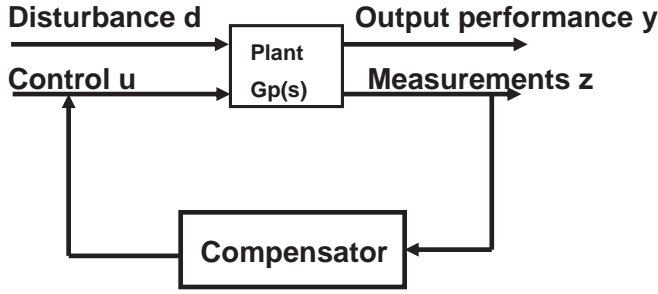 Disturbance d
Output performance y
Plant
Gp(s)
Control u
Measurements z
Compensator